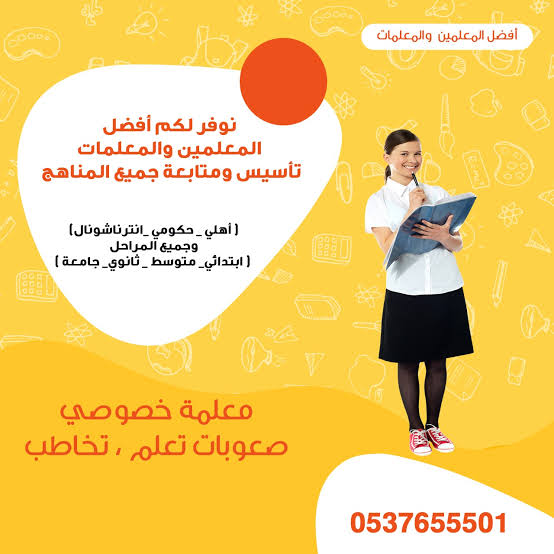 أفضل المعلمين والمعلمات
نوفر لكم أفضل
المعلمين والمعلمات
تأسيس ومتابعة جميع المناهج
( أهلي _ حكومي _انترناشونال)
وجميع المراحل
( ابتدائي_ متوسط _ ثانوي_ جامعة )
معلمة خصوصي
صعوبات تعلم ، تخاطب
0537655501